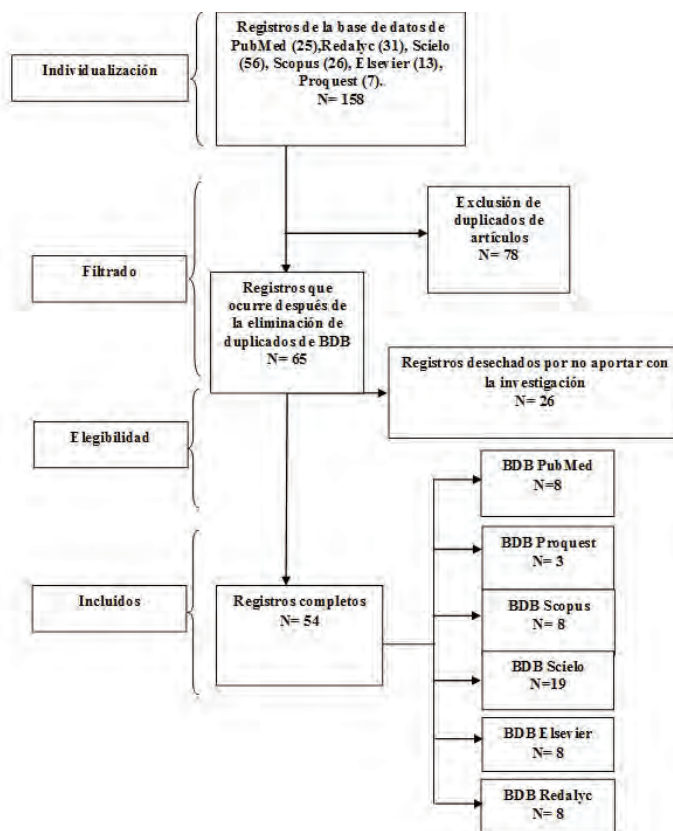 Registros de la base de datos de
PubMed (25),Redalyc (31), Scielo
(56), Scopus (26), Elsevier (13),
Proquest (7).
N= 158
Individualización
Exclusión de
duplicados de
artículos
N= 78
Filtrado
Registros que
ocurre después de
la eliminación de
duplicados de BDB
N= 65
Registros desechados por no aportar con
la investigación
N= 26
Elegibilidad
BDB PubMed
N=8
BDB Proquest
N= 3
Incluídos
Registros completos
N= 54
BDB Scopus
N= 8
BDB Scielo
N=19
BDB Elsevier
N= 8
BDB Redalyc
N= 8